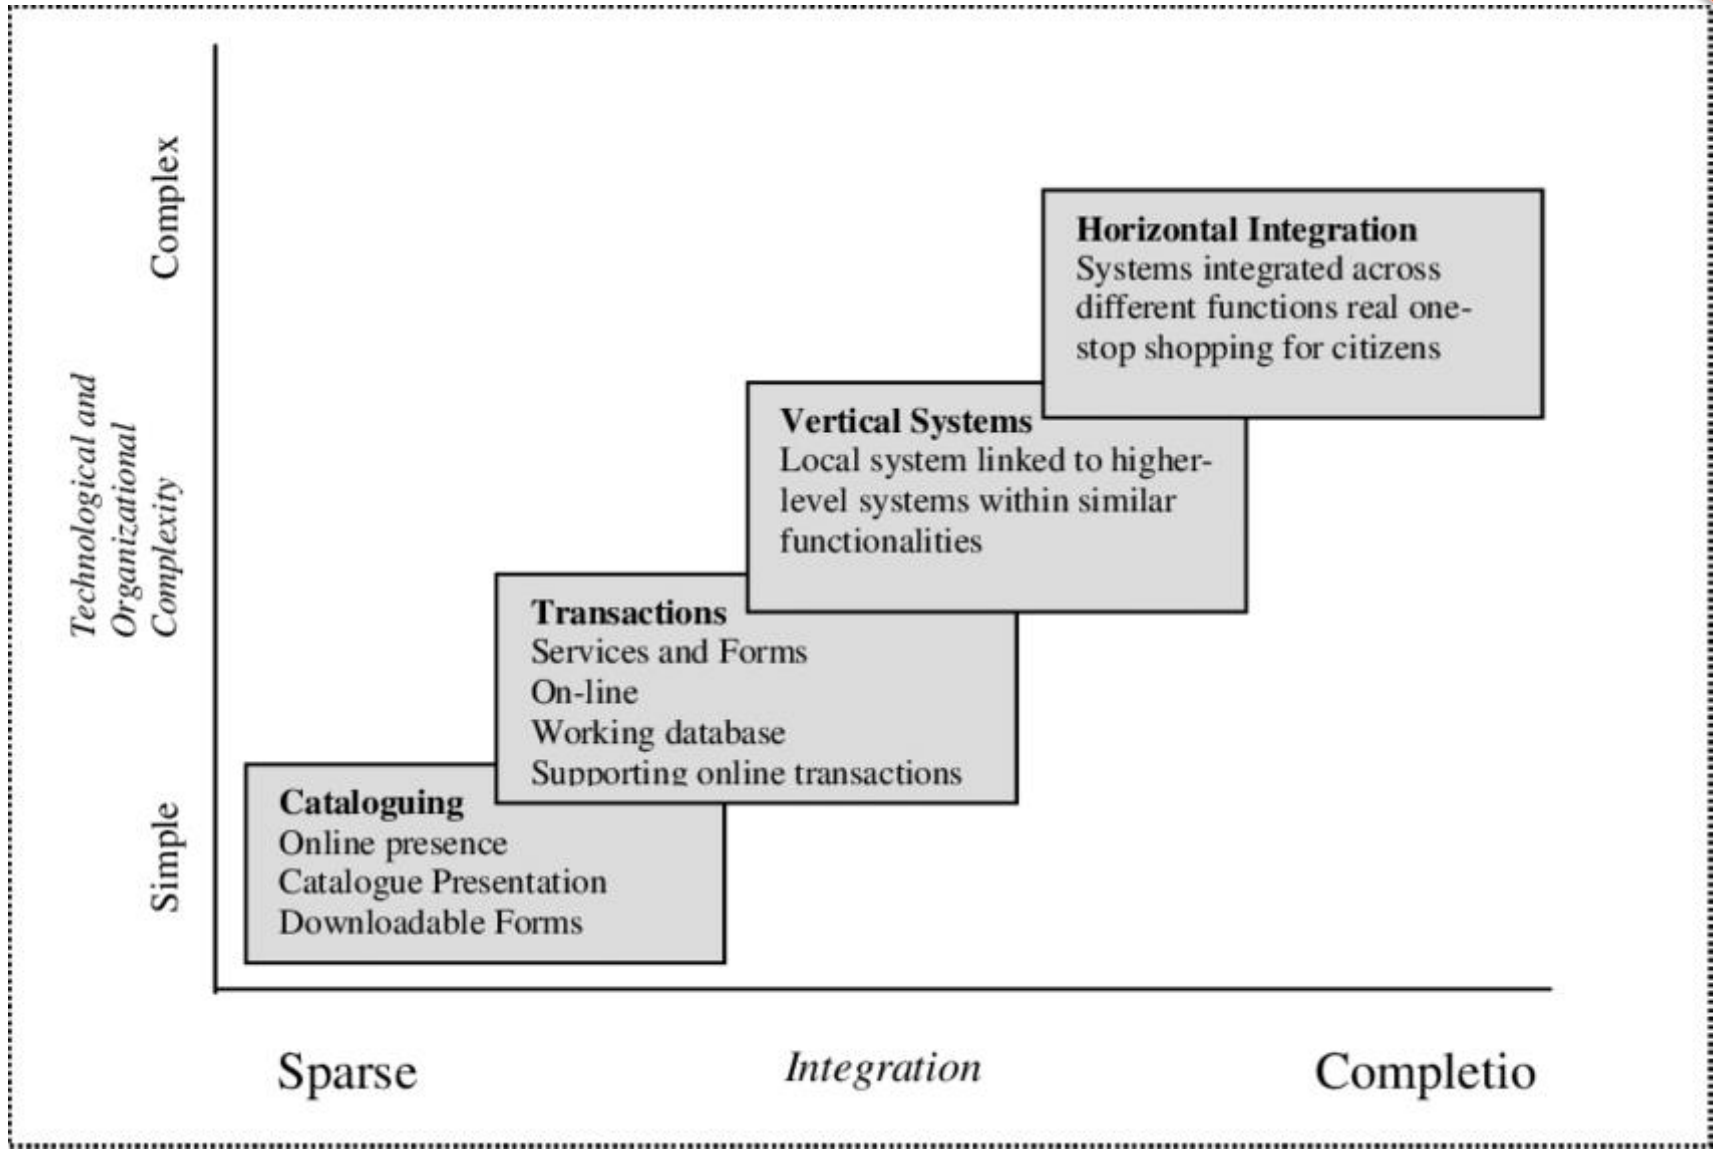 Complex
Horizontal Integration
Systems integrated across
different functions real one-
stop shopping for citizens
Technological and
Organizational
Complexity
Vertical Systems
Local system linked to higher-
level systems within similar
functionalities
Transactions
Services and Forms
On-line
Working database
Supporting online transactions
Simple
Cataloguing
Online presence
Catalogue Presentation
Downloadable Forms
Sparse
Integration
Completio